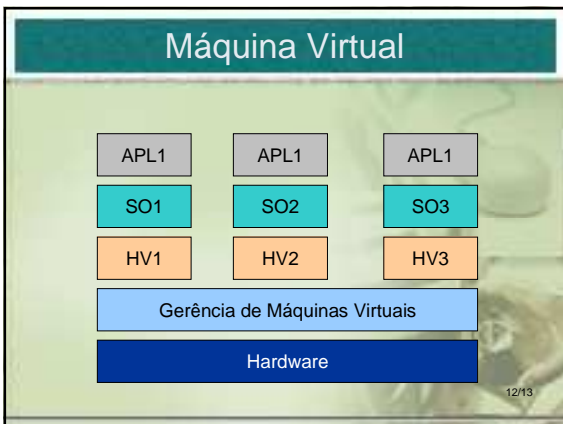 Máquina Virtual
APL1 APL1 APL1
SO1 SO2 SO3
HV1 HV2 HV3
Gerência de Máquinas Virtuais
Hardware
12/13